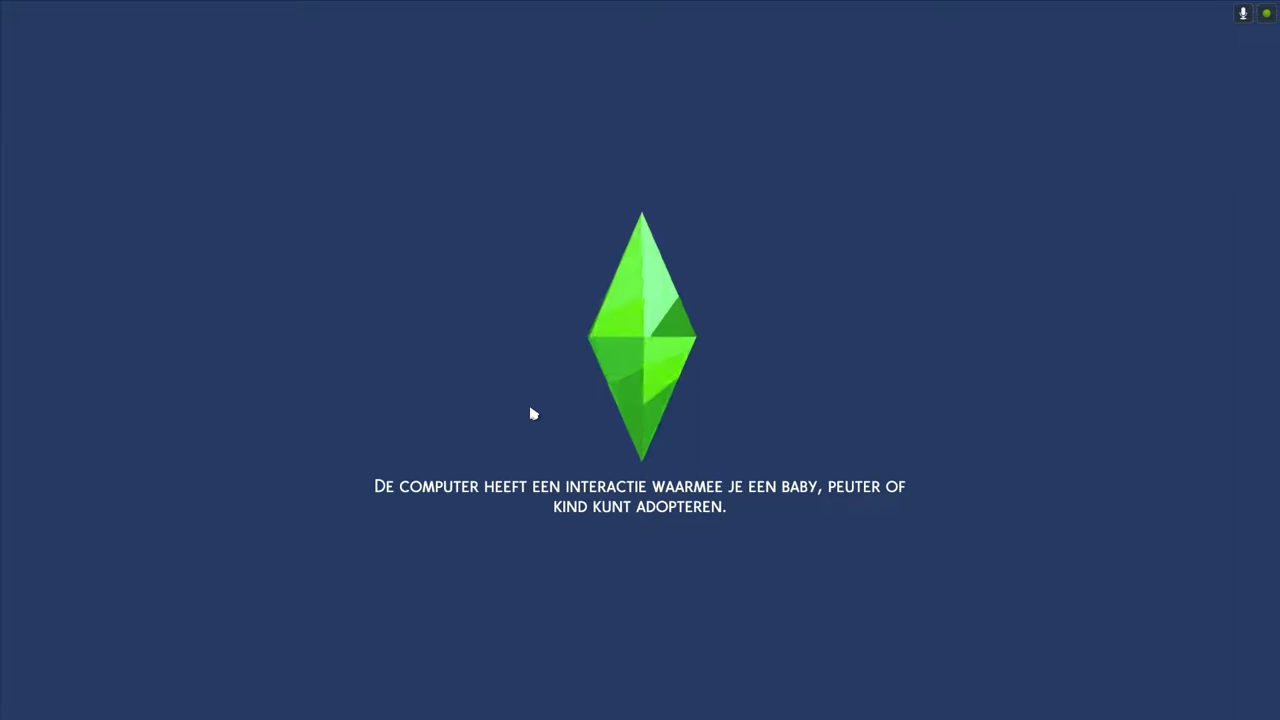 De computer heeft een interactie waarmee je een baby, peuter of
kind kunt adopteren.